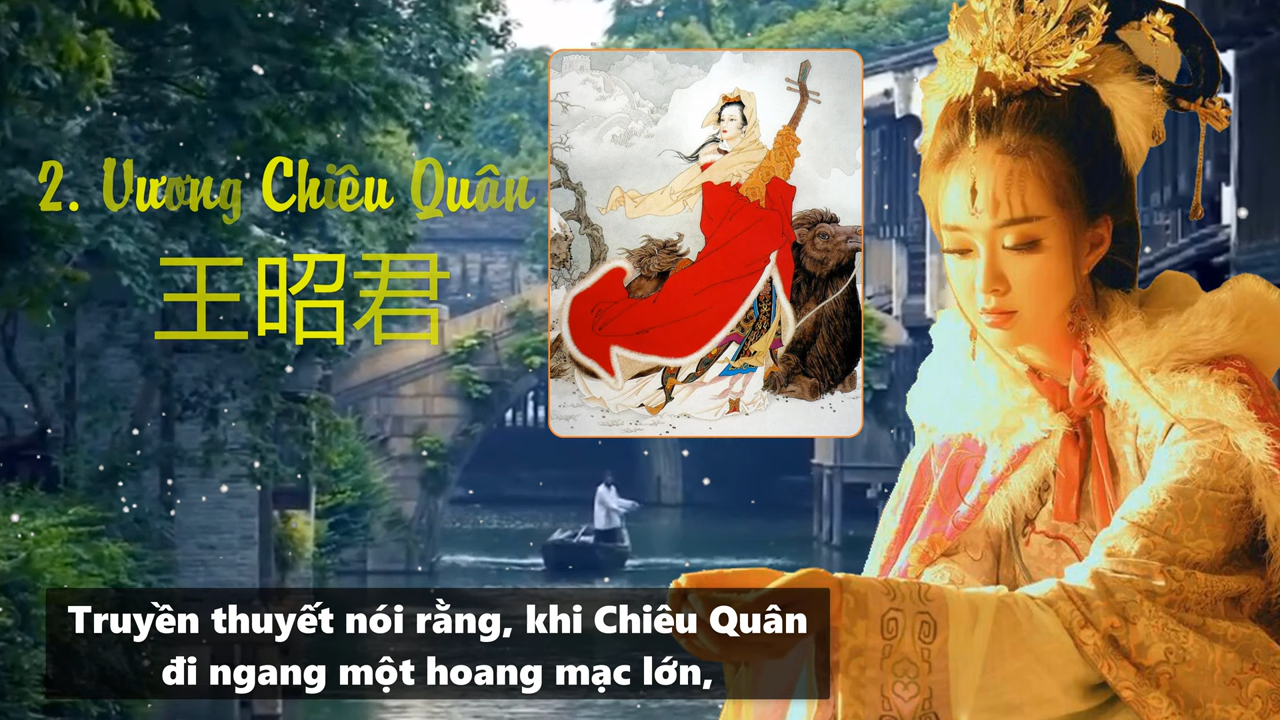 2. Vương Chiêu Quân
王昭君
Truyền thuyết nói rằng, khi Chiêu Quân
đi ngang một hoang mạc lớn,